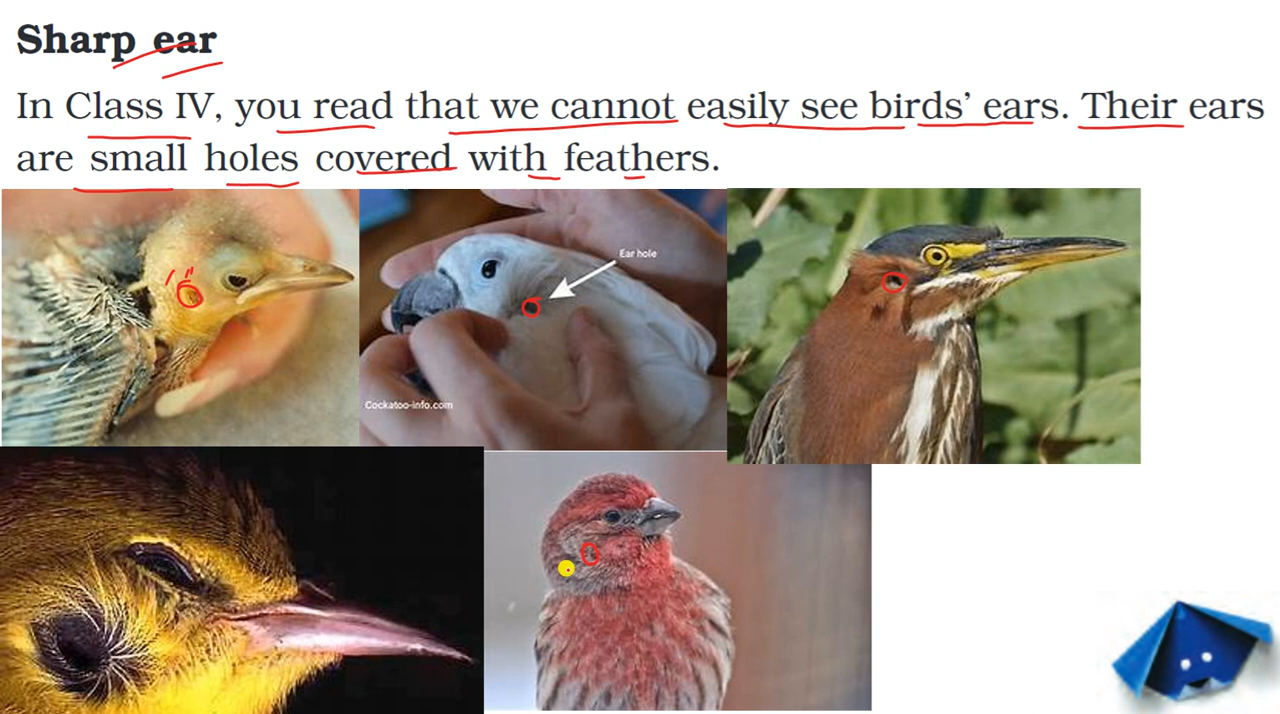 Sharp ear
In Class IV, you read that we cannot easily see birds’ ears. Their ears
are small holes covered with feathers.
Ear hole
Cockatoo-info.com